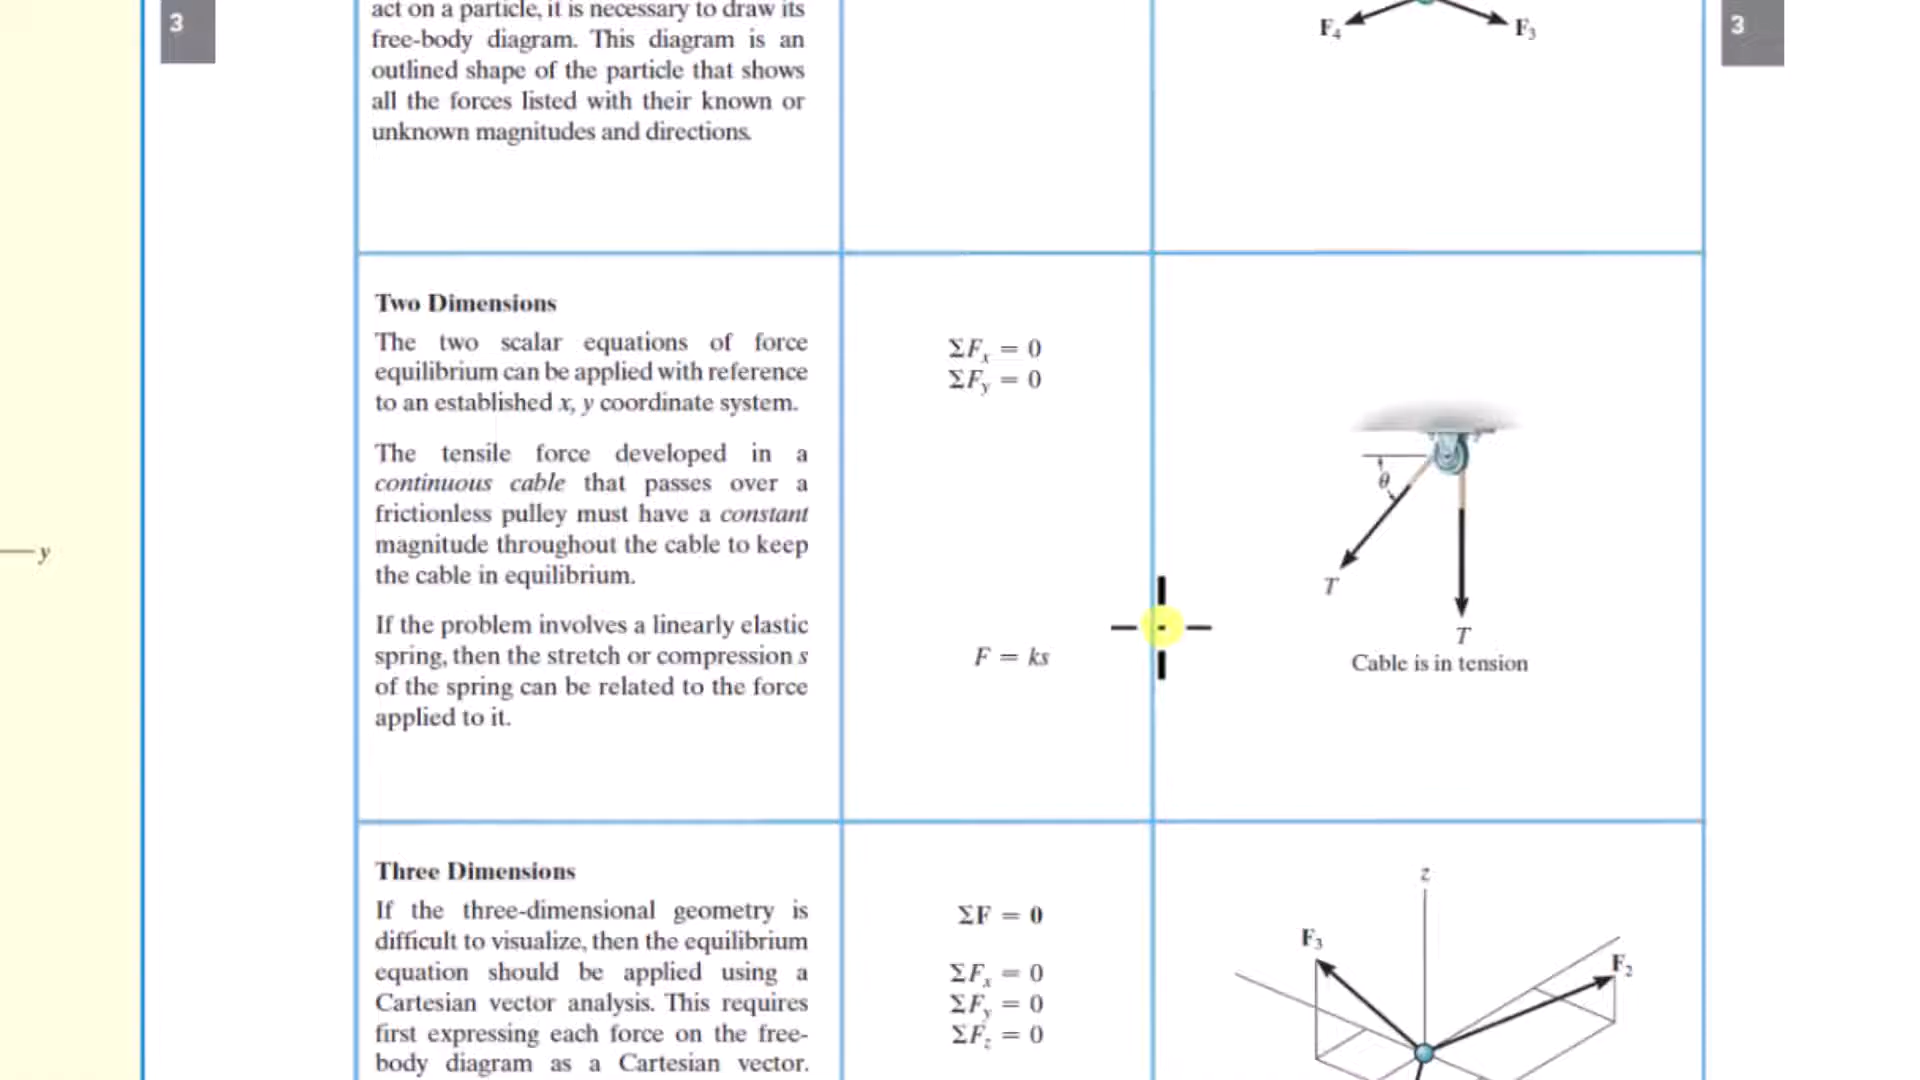 3
act on a particle, it is necessary to draw its
free-body diagram. This diagram is an
outlined shape of the particle that shows
all the forces listed with their known or
unknown magnitudes and directions.
F₄
F₃
3
Two Dimensions
The two scalar equations of force
equilibrium can be applied with reference
to an established x, y coordinate system.
ΣFₓ = 0
ΣFy = 0
The tensile force developed in a
continuous cable that passes over a
frictionless pulley must have a constant
magnitude throughout the cable to keep
the cable in equilibrium.
If the problem involves a linearly elastic
spring, then the stretch or compression s
of the spring can be related to the force
applied to it.
F = ks
θ
T
T
Cable is in tension
y
Three Dimensions
If the three-dimensional geometry is
difficult to visualize, then the equilibrium
equation should be applied using a
Cartesian vector analysis. This requires
first expressing each force on the free-
body diagram as a Cartesian vector.
ΣF = 0
ΣFₓ = 0
ΣFy = 0
ΣFz = 0
z
F₃
F₂